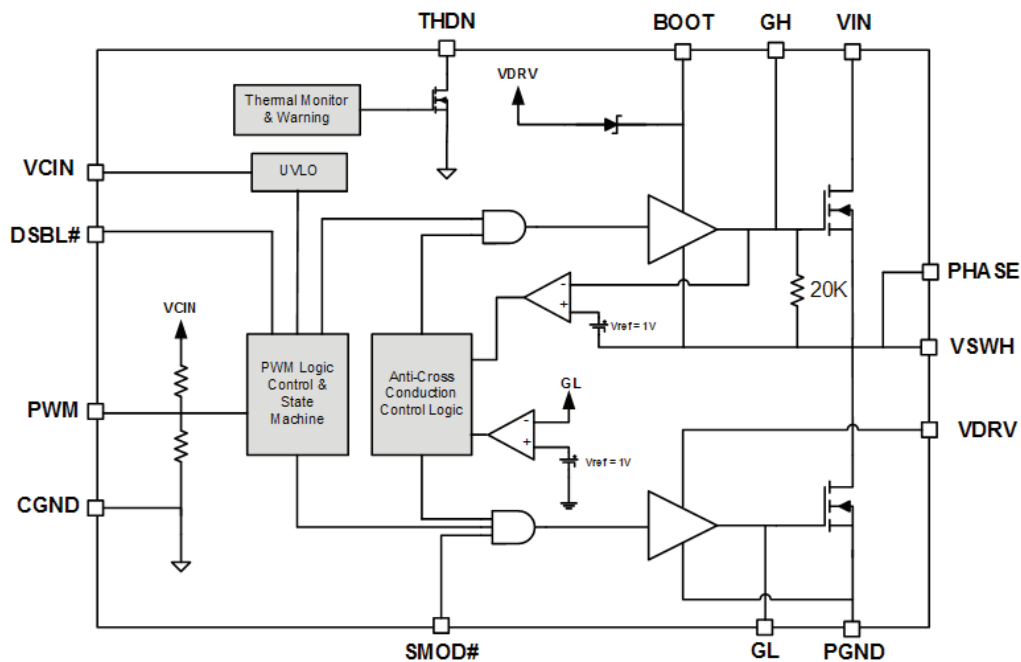 THDN
BOOT
GH
VIN
VDRV
Thermal Monitor
& Warning
VCIN
UVLO
DSBL#
PHASE
20K
VCIN
-
+
Vref = 1V
VSWH
PWM Logic
Control &
State
Machine
Anti-Cross
Conduction
Control Logic
GL
PWM
-
+
Vref = 1V
VDRV
CGND
SMOD#
GL
PGND